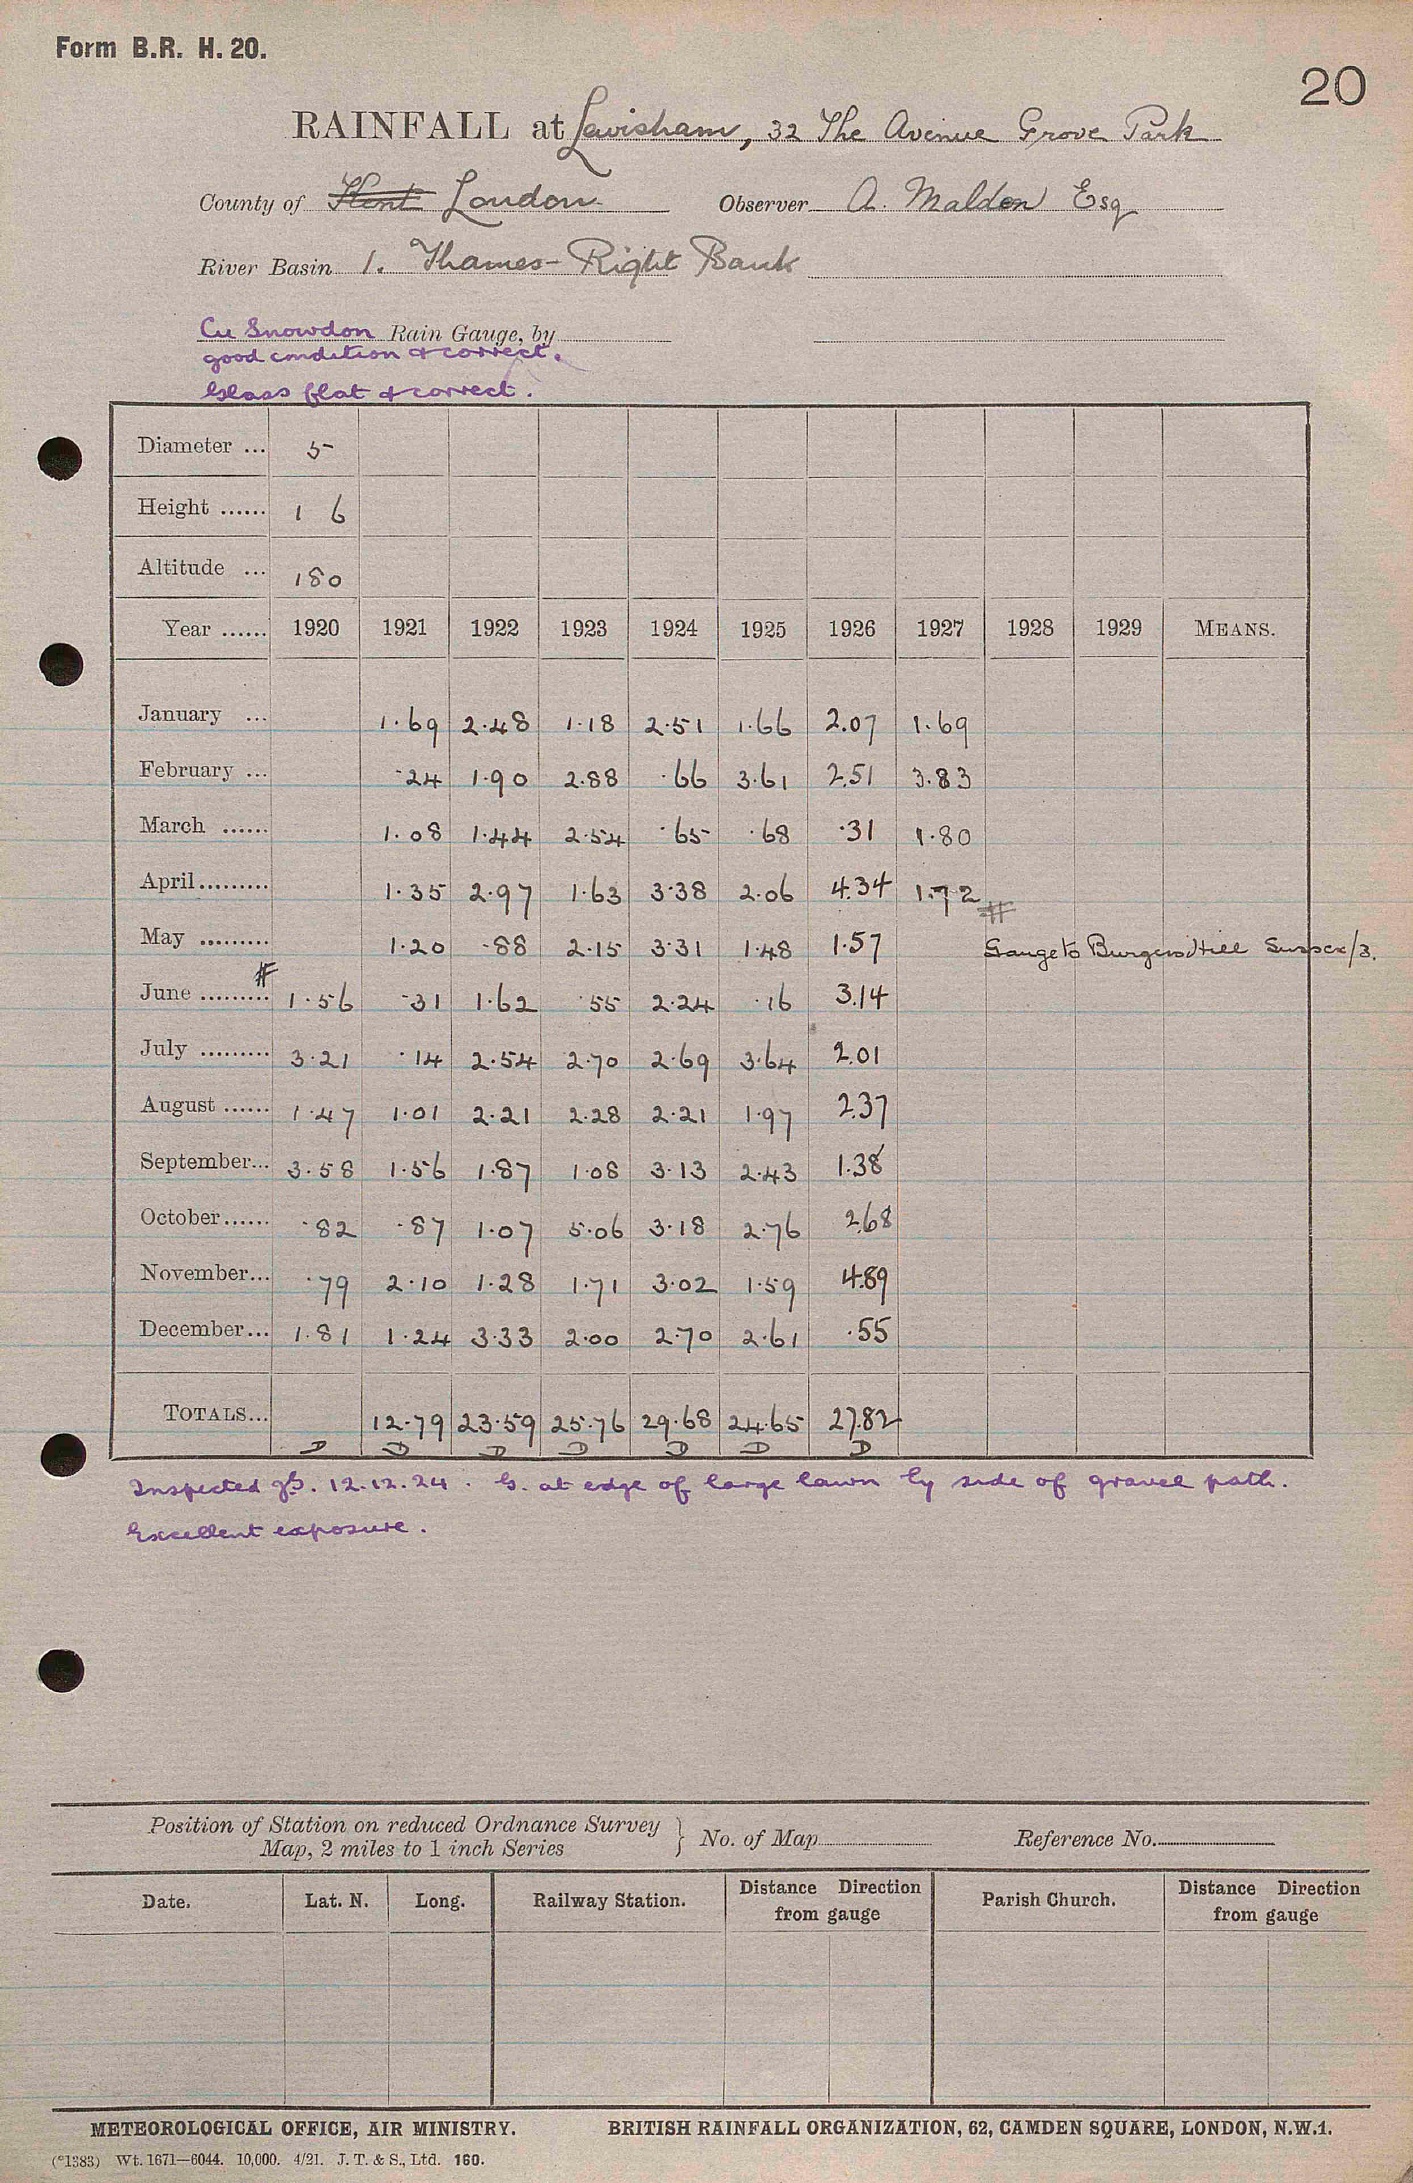 Form B.R. H. 20.
20
RAINFALL at Lewisham, 32 The Avenue Grove Park
County of Kent London Observer A. Malden Esq
River Basin 1. Thames - Right Bank
Cu Snowdon Rain Gauge, by
good condition & correct.
Glass flat & correct.
Diameter ... 5
Height ...... 1 6
Altitude ... 180
Year ...... 1920 1921 1922 1923 1924 1925 1926 1927 1928 1929 MEANS.
January ... 1.69 2.48 1.18 2.51 1.66 2.07 1.69
February ... .24 1.90 2.88 .66 3.61 2.51 3.83
March ...... 1.08 1.44 2.54 .65 .68 .31 1.80
April......... 1.35 2.97 1.63 3.38 2.06 4.34 1.72 #
May ......... 1.20 .88 2.15 3.31 1.48 1.57 Gauge to Burgess Hill Sussex/3.
June ......... # 1.56 .31 1.62 .55 2.24 .16 3.14
July ......... 3.21 .14 2.54 2.70 2.69 3.64 2.01
August ...... 1.47 1.01 2.21 2.28 2.21 1.97 2.37
September... 3.58 1.56 1.87 1.08 3.13 2.43 1.38
October...... .82 .87 1.07 5.06 3.18 2.76 2.68
November... .79 2.10 1.28 1.71 3.02 1.59 4.89
December... 1.81 1.24 3.33 2.00 2.70 2.61 .55
TOTALS... 12.79 23.59 25.76 29.68 24.65 27.82
D D D D D D D
Inspected 12.12.24. G. at edge of large lawn by side of gravel path.
Excellent exposure.
Position of Station on reduced Ordnance Survey
Map, 2 miles to 1 inch Series } No. of Map Reference No.
Date. Lat. N. Long. Railway Station. Distance Direction from gauge Parish Church. Distance Direction from gauge
METEOROLOGICAL OFFICE, AIR MINISTRY. BRITISH RAINFALL ORGANIZATION, 62, CAMDEN SQUARE, LONDON, N.W.1.
(*1383) Wt. 1671—6044. 10,000. 4/21. J. T. & S., Ltd. 160.